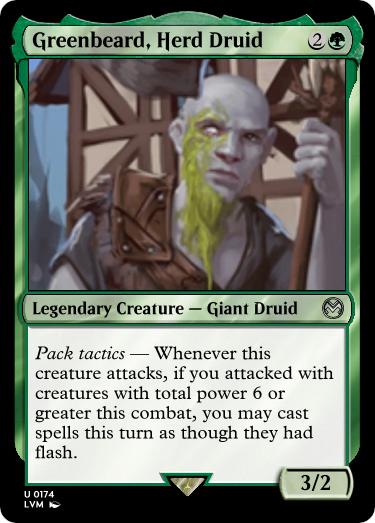 Greenbeard, Herd Druid 2
Legendary Creature — Giant Druid
Pack tactics — Whenever this
creature attacks, if you attacked with
creatures with total power 6 or
greater this combat, you may cast
spells this turn as though they had
flash.
3/2
U 0174
LVM